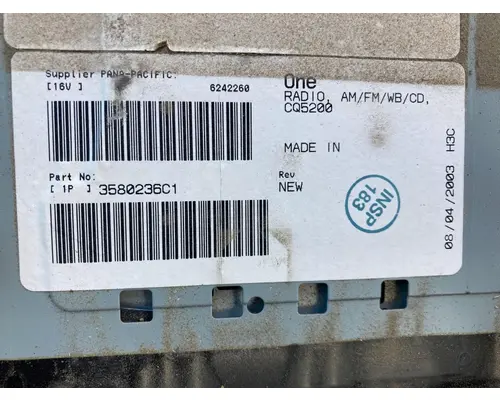 Supplier PANA-PACIFIC:
[16V ] 6242260
Part No:
[ 1P ] 3580236C1
One
RADIO, AM/FM/WB/CD,
CQ5200
MADE IN
Rev
NEW
INSP
183
08/04/2003 H3C